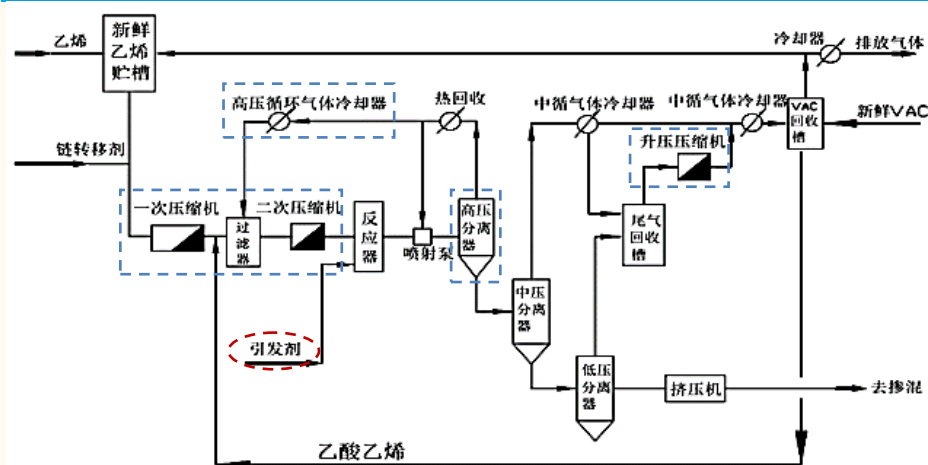 新鲜
乙烯
贮槽
乙烯
冷却器
排放气体
高压循环气体冷却器
热回收
中循气体冷却器
中循气体冷却器
VAC
回收
槽
新鲜VAC
链转移剂
升压压缩机
一次压缩机
过
滤
器
二次压缩机
反
应
器
喷射泵
高压
分离
器
尾气
回收
槽
中压
分离
器
引发剂
低压
分离
器
挤压机
去掺混
乙酸乙烯